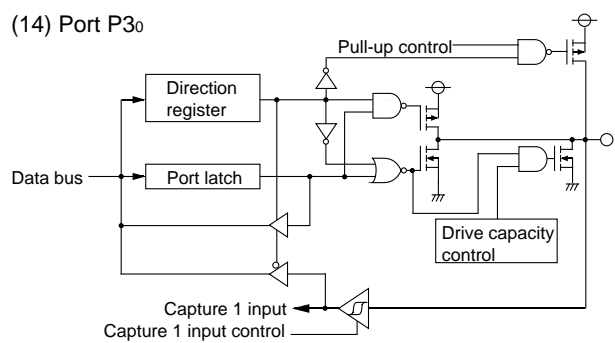 (14) Port P3₀
Pull-up control
Direction
register
Data bus
Port latch
Drive capacity
control
Capture 1 input
Capture 1 input control